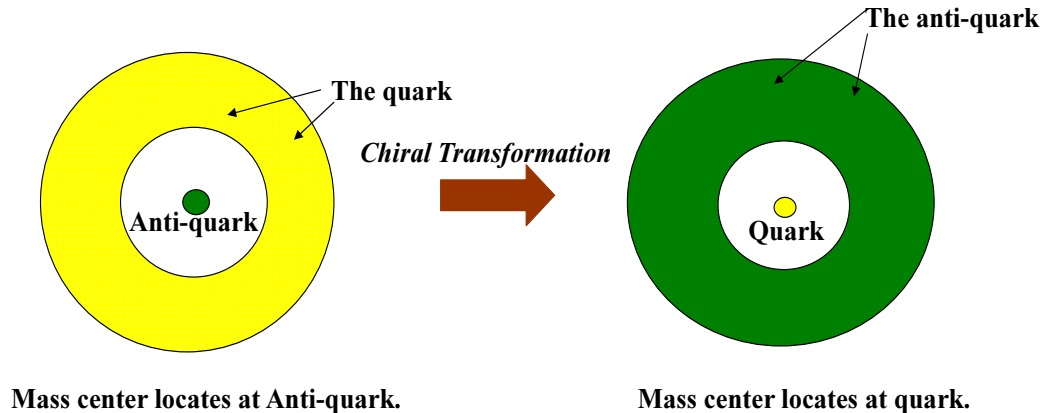 The anti-quark
The quark
Chiral Transformation
Anti-quark
Quark
Mass center locates at Anti-quark.
Mass center locates at quark.